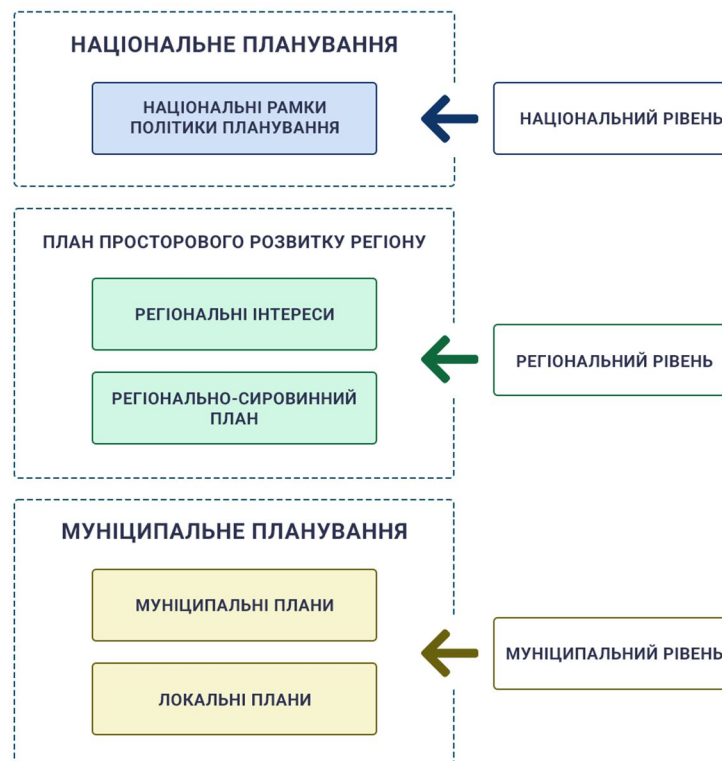 НАЦІОНАЛЬНЕ ПЛАНУВАННЯ
НАЦІОНАЛЬНІ РАМКИ
ПОЛІТИКИ ПЛАНУВАННЯ
НАЦІОНАЛЬНИЙ РІВЕНЬ
ПЛАН ПРОСТОРОВОГО РОЗВИТКУ РЕГІОНУ
РЕГІОНАЛЬНІ ІНТЕРЕСИ
РЕГІОНАЛЬНО-СИРОВИННИЙ
ПЛАН
РЕГІОНАЛЬНИЙ РІВЕНЬ
МУНІЦИПАЛЬНЕ ПЛАНУВАННЯ
МУНІЦИПАЛЬНІ ПЛАНИ
ЛОКАЛЬНІ ПЛАНИ
МУНІЦИПАЛЬНИЙ РІВЕНЬ